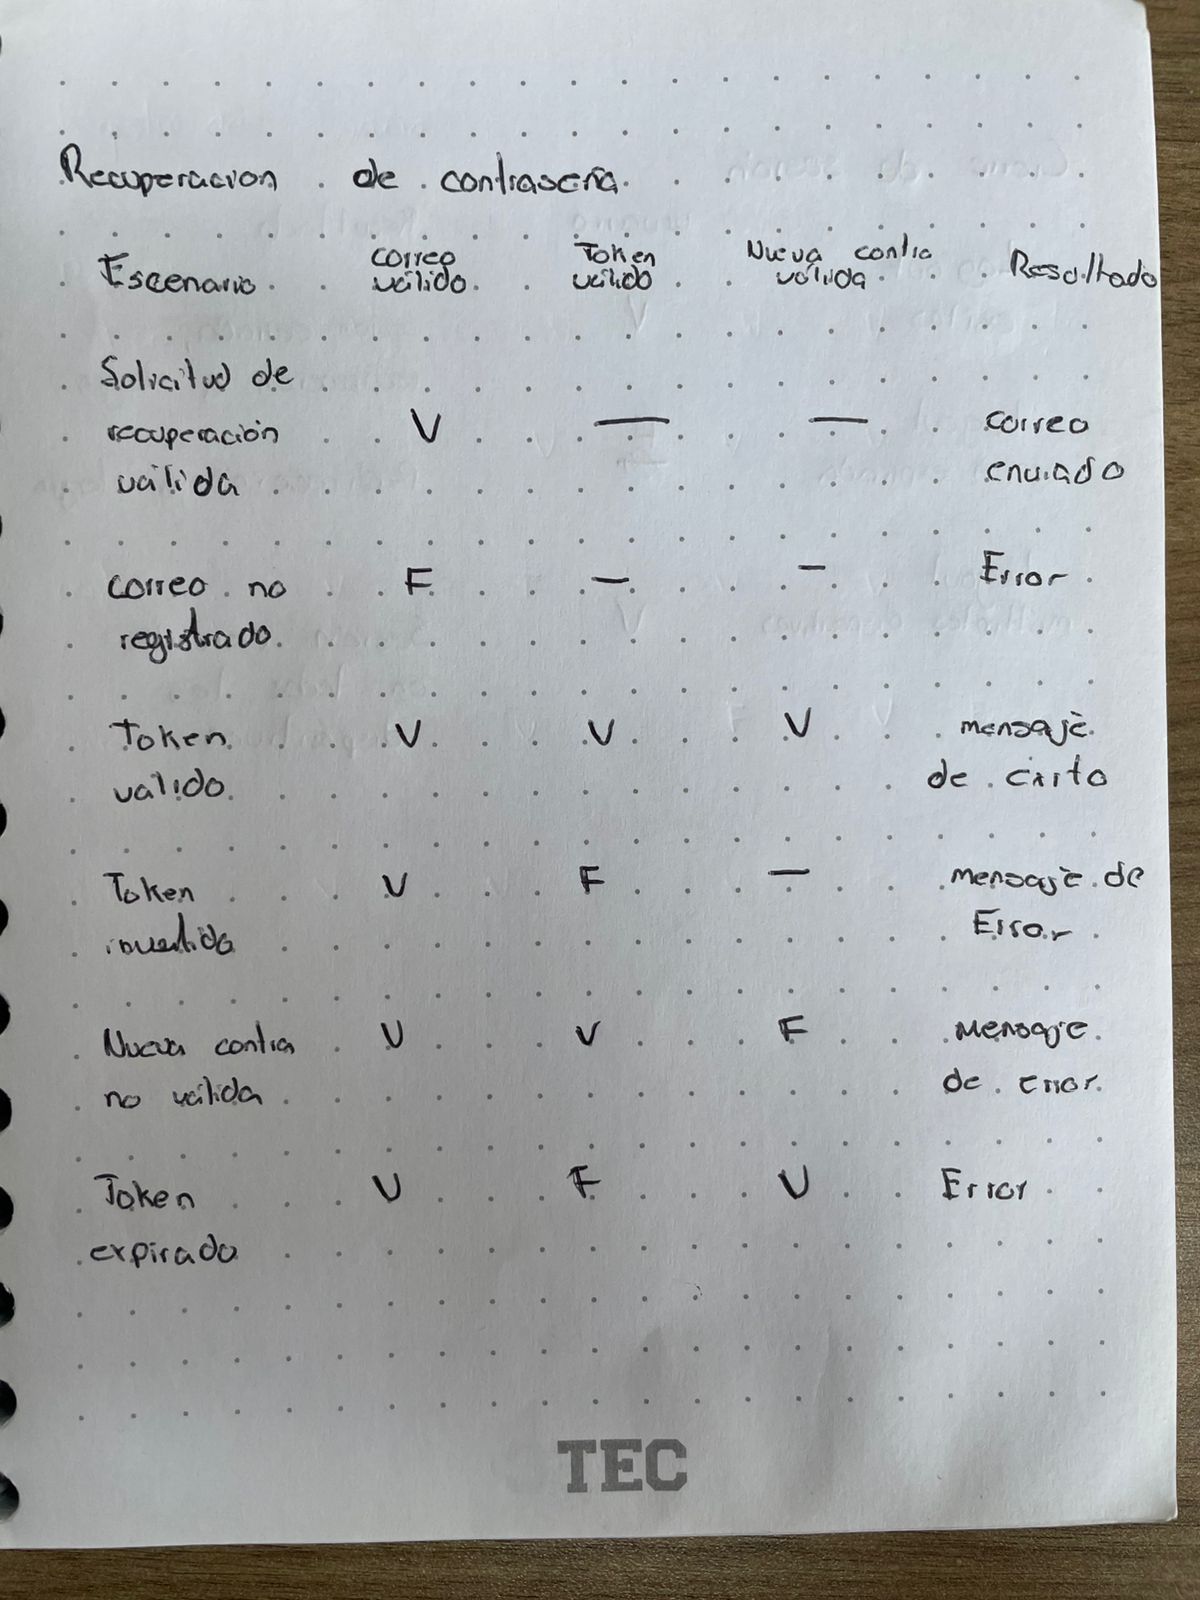 Recuperacion de contraseña
Escenario correo válido Token válido Nueva contra válida Resultado
Solicitud de
recuperación V — — correo
válida enviado
correo no F — — Error
registrado
Token V V V mensaje
valido de exito
Token V F — mensaje de
invalido Error
Nueva contra V V F Mensaje
no válida de error
Token V F V Error
expirado
TEC